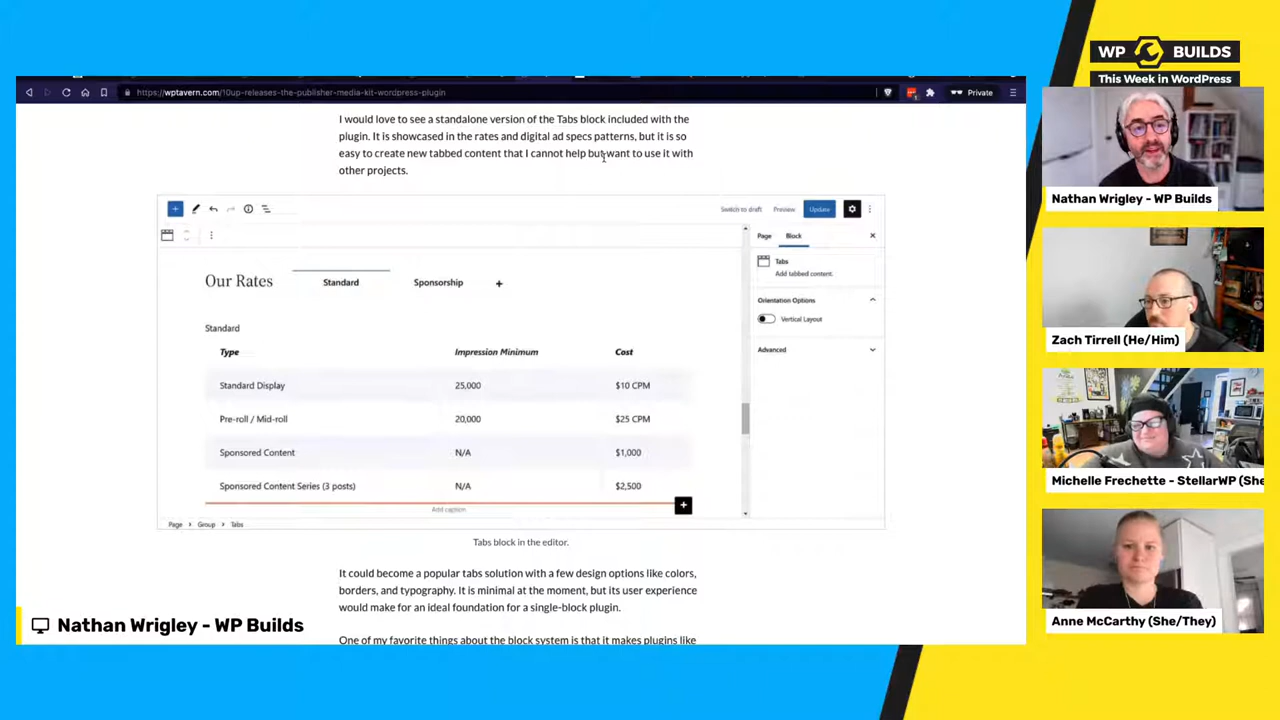 WP BUILDS
This Week in WordPress
https://wptavern.com/10up-releases-the-publisher-media-kit-wordpress-plugin
Private
I would love to see a standalone version of the Tabs block included with the
plugin. It is showcased in the rates and digital ad specs patterns, but it is so
easy to create new tabbed content that I cannot help but want to use it with
other projects.
Switch to draft Preview Update
Page Block
Tabs
Add tabbed content.
Orientation Options
Vertical Layout
Advanced
Our Rates Standard Sponsorship +
Standard
Type Impression Minimum Cost
Standard Display 25,000 $10 CPM
Pre-roll / Mid-roll 20,000 $25 CPM
Sponsored Content N/A $1,000
Sponsored Content Series (3 posts) N/A $2,500
Add caption
Page Group Tabs
Tabs block in the editor.
It could become a popular tabs solution with a few design options like colors,
borders, and typography. It is minimal at the moment, but its user experience
would make for an ideal foundation for a single-block plugin.
One of my favorite things about the block system is that it makes plugins like
Nathan Wrigley - WP Builds
Nathan Wrigley - WP Builds
Zach Tirrell (He/Him)
Michelle Frechette - StellarWP (She
Anne McCarthy (She/They)